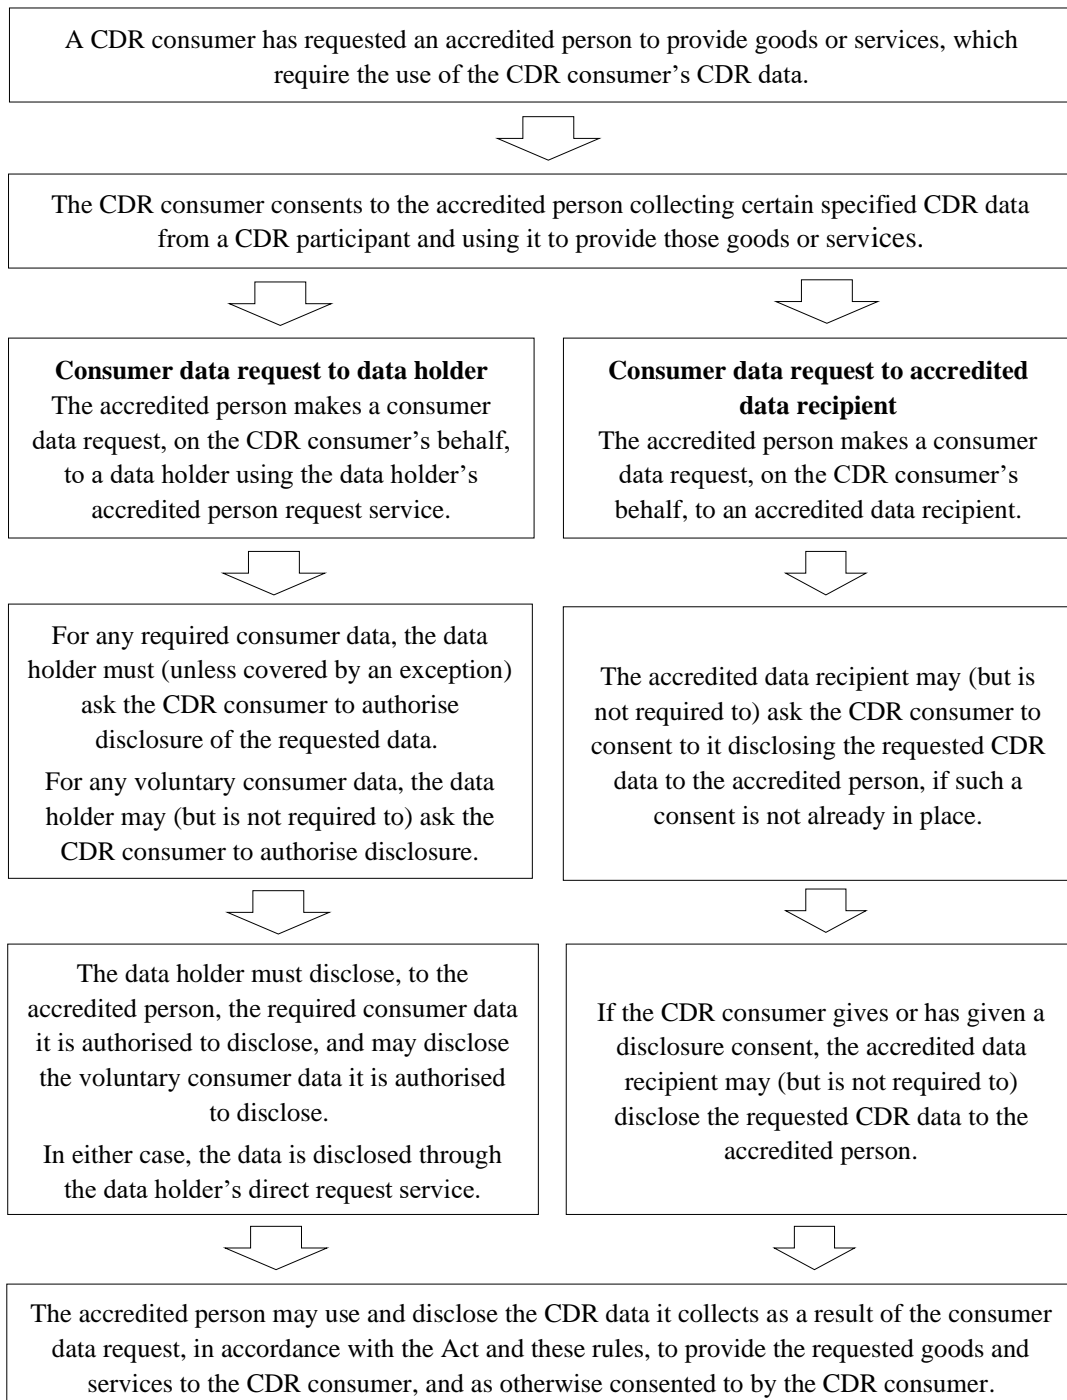 A CDR consumer has requested an accredited person to provide goods or services, which
require the use of the CDR consumer’s CDR data.
The CDR consumer consents to the accredited person collecting certain specified CDR data
from a CDR participant and using it to provide those goods or services.
Consumer data request to data holder
The accredited person makes a consumer
data request, on the CDR consumer’s behalf,
to a data holder using the data holder’s
accredited person request service.
Consumer data request to accredited
data recipient
The accredited person makes a consumer
data request, on the CDR consumer’s
behalf, to an accredited data recipient.
For any required consumer data, the data
holder must (unless covered by an exception)
ask the CDR consumer to authorise
disclosure of the requested data.
For any voluntary consumer data, the data
holder may (but is not required to) ask the
CDR consumer to authorise disclosure.
The accredited data recipient may (but is
not required to) ask the CDR consumer to
consent to it disclosing the requested CDR
data to the accredited person, if such a
consent is not already in place.
The data holder must disclose, to the
accredited person, the required consumer data
it is authorised to disclose, and may disclose
the voluntary consumer data it is authorised
to disclose.
In either case, the data is disclosed through
the data holder’s direct request service.
If the CDR consumer gives or has given a
disclosure consent, the accredited data
recipient may (but is not required to)
disclose the requested CDR data to the
accredited person.
The accredited person may use and disclose the CDR data it collects as a result of the consumer
data request, in accordance with the Act and these rules, to provide the requested goods and
services to the CDR consumer, and as otherwise consented to by the CDR consumer.